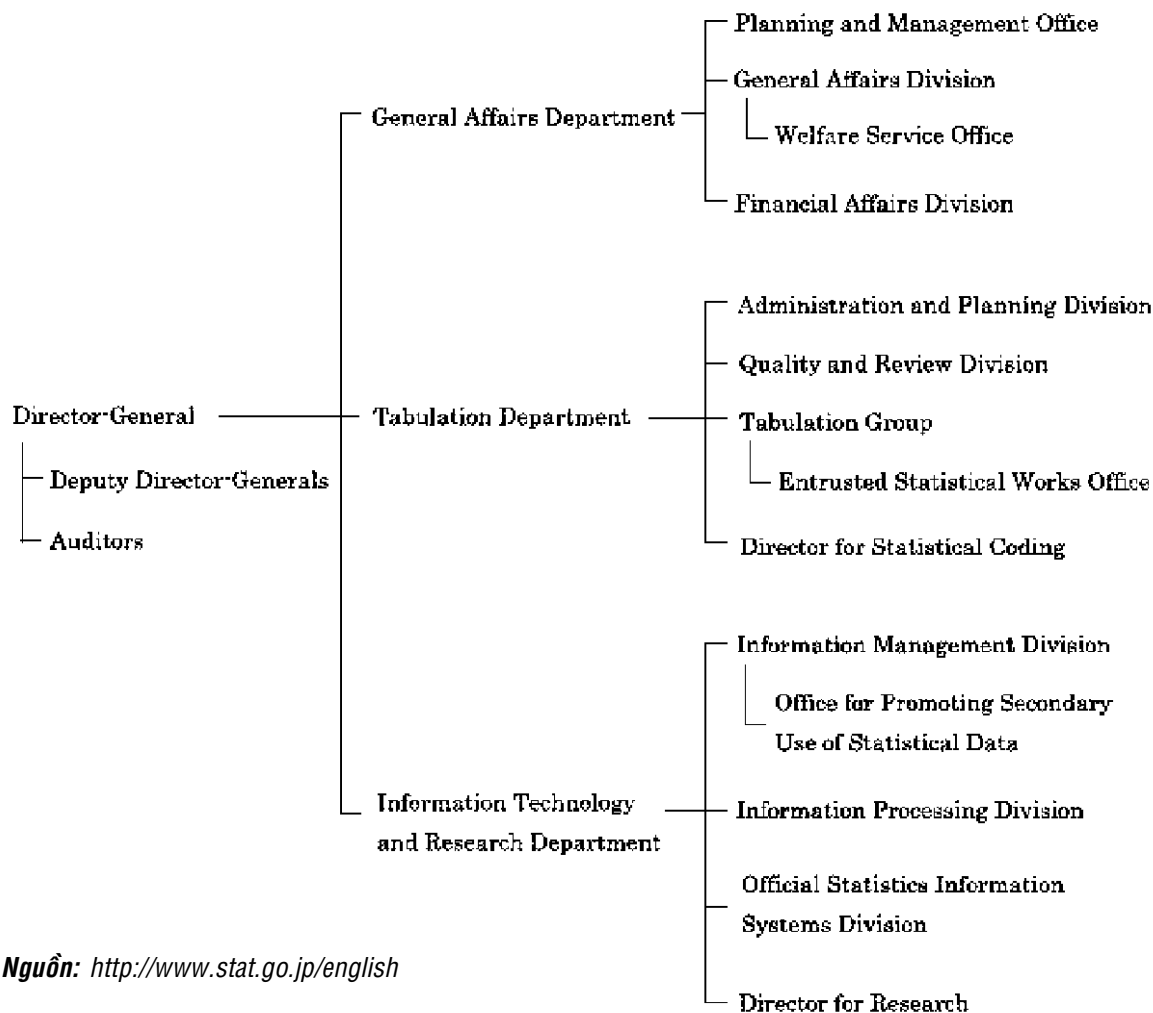 Director-General
Deputy Director-Generals
Auditors
General Affairs Department
Planning and Management Office
General Affairs Division
Welfare Service Office
Financial Affairs Division
Tabulation Department
Administration and Planning Division
Quality and Review Division
Tabulation Group
Entrusted Statistical Works Office
Director for Statistical Coding
Information Technology
and Research Department
Information Management Division
Office for Promoting Secondary
Use of Statistical Data
Information Processing Division
Official Statistics Information
Systems Division
Director for Research
Nguồn: http://www.stat.go.jp/english